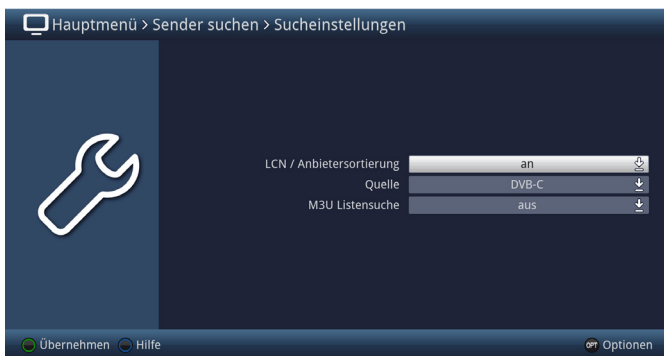 Hauptmenü > Sender suchen > Sucheinstellungen
LCN / Anbietersortierung an
Quelle DVB-C
M3U Listensuche aus
Übernehmen Hilfe OPT Optionen